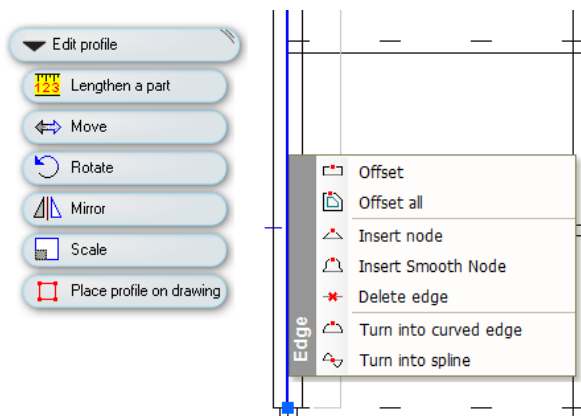 Edit profile
123
Lengthen a part
Move
Rotate
Mirror
Scale
Place profile on drawing
Edge
Offset
Offset all
Insert node
Insert Smooth Node
Delete edge
Turn into curved edge
Turn into spline